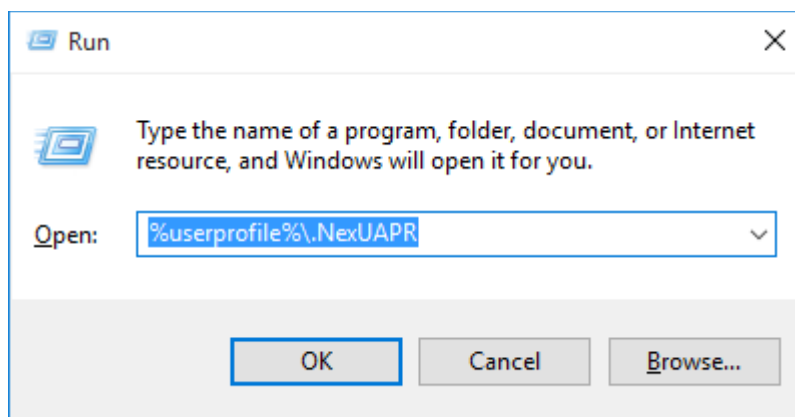 Run
Type the name of a program, folder, document, or Internet
resource, and Windows will open it for you.
Open: %userprofile%\.NexUAPR
OK Cancel Browse...